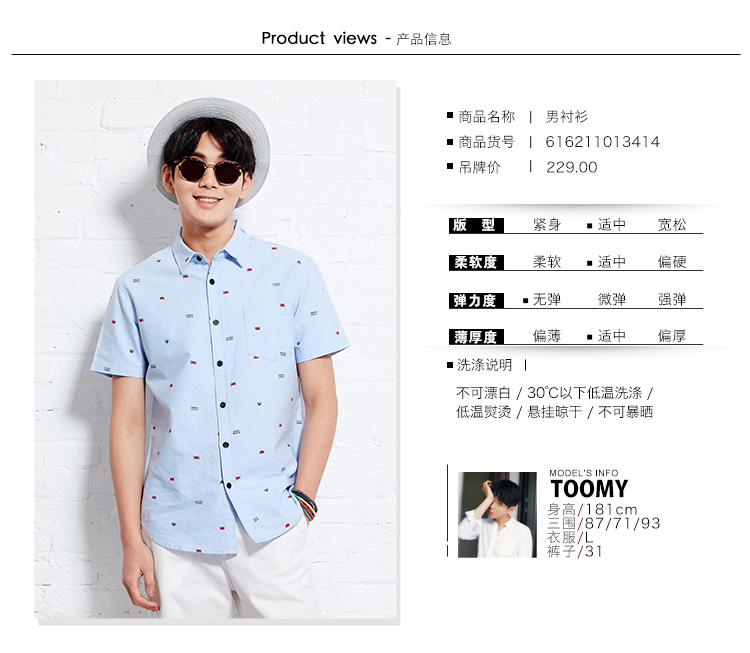 Product views - 产品信息
■ 商品名称 | 男衬衫
■ 商品货号 | 616211013414
■ 吊牌价 | 229.00
版 型 紧身 ■ 适中 宽松
柔软度 柔软 ■ 适中 偏硬
弹力度 ■ 无弹 微弹 强弹
薄厚度 偏薄 ■ 适中 偏厚
■ 洗涤说明 |
不可漂白 / 30℃以下低温洗涤 /
低温熨烫 / 悬挂晾干 / 不可暴晒
MODEL'S INFO
TOOMY
身高/181cm
三围/87/71/93
衣服/L
裤子/31